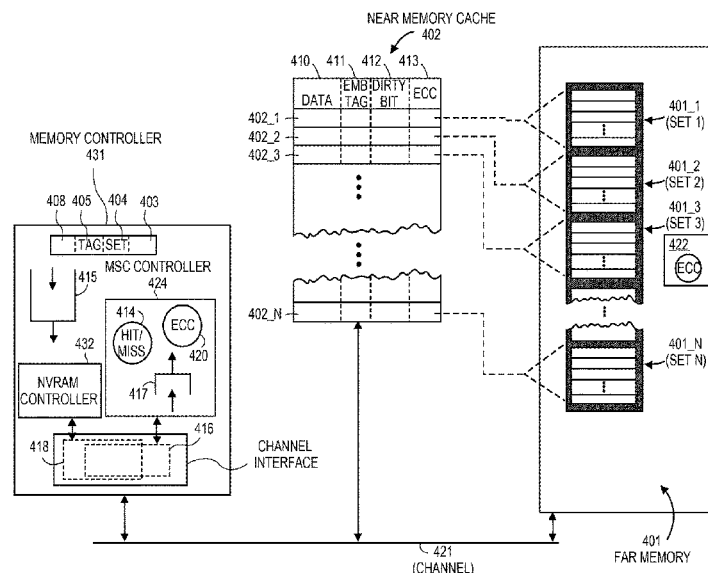 NEAR MEMORY CACHE
402
410 411 412 413
DATA EMB TAG DIRTY BIT ECC
402_1
402_2
402_3
402_N
401_1
(SET 1)
401_2
(SET 2)
401_3
(SET 3)
422
ECC
401_N
(SET N)
401
FAR MEMORY
MEMORY CONTROLLER
431
408 405 404 403
TAG SET
MSC CONTROLLER
424
415
414
HIT/
MISS
ECC
420
432
NVRAM
CONTROLLER
417
416
418
CHANNEL
INTERFACE
421
(CHANNEL)